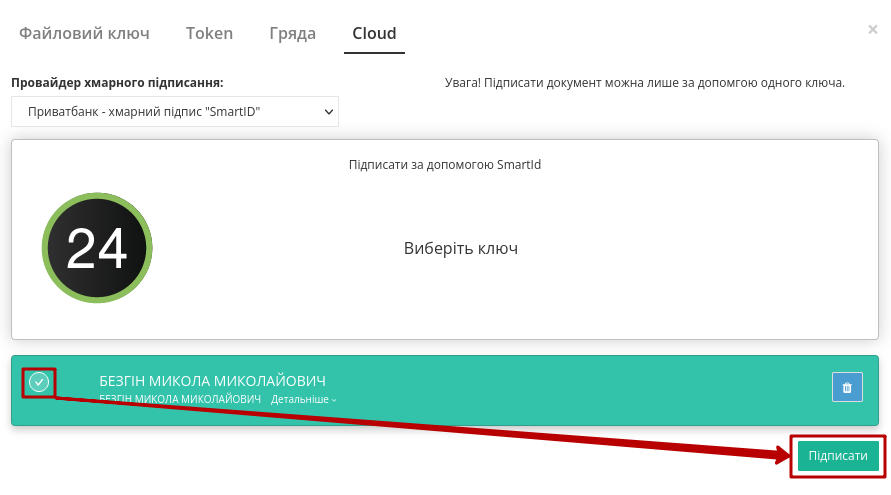 Файловий ключ Token Гряда Cloud ×
Провайдер хмарного підписання:
Увага! Підписати документ можна лише за допмогою одного ключа.
Приватбанк - хмарний підпис "SmartID"
Підписати за допомогою SmartId
24
Виберіть ключ
БЕЗГІН МИКОЛА МИКОЛАЙОВИЧ
БЕЗГІН МИКОЛА МИКОЛАЙОВИЧ Детальніше
Підписати